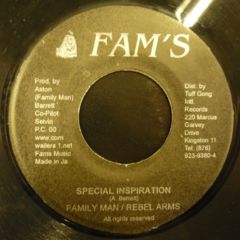 FAM'S
Prod. by
Aston
(Family Man)
Barrett
Co-Pilot
Selvin
P.C. 00
www.com
wailers 1.net
Fams Music
Made in Ja
Dist. by
Tuff Gong
Intl.
Records
220 Marcus
Garvey
Drive
Kingston 11
Tel: (876)
923-9380-4
SPECIAL INSPIRATION
(A. Barrett)
FAMILY MAN / REBEL ARMS
All rights reserved